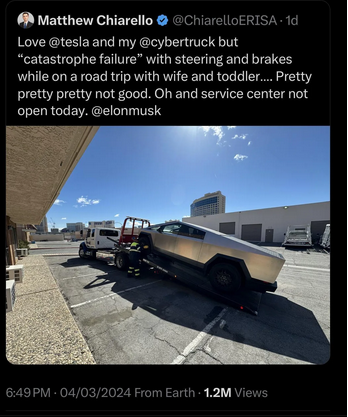 Matthew Chiarello @ChiarelloERISA · 1d
Love @tesla and my @cybertruck but
“catastrophe failure” with steering and brakes
while on a road trip with wife and toddler.... Pretty
pretty pretty not good. Oh and service center not
open today. @elonmusk
6:49 PM · 04/03/2024 From Earth · 1.2M Views